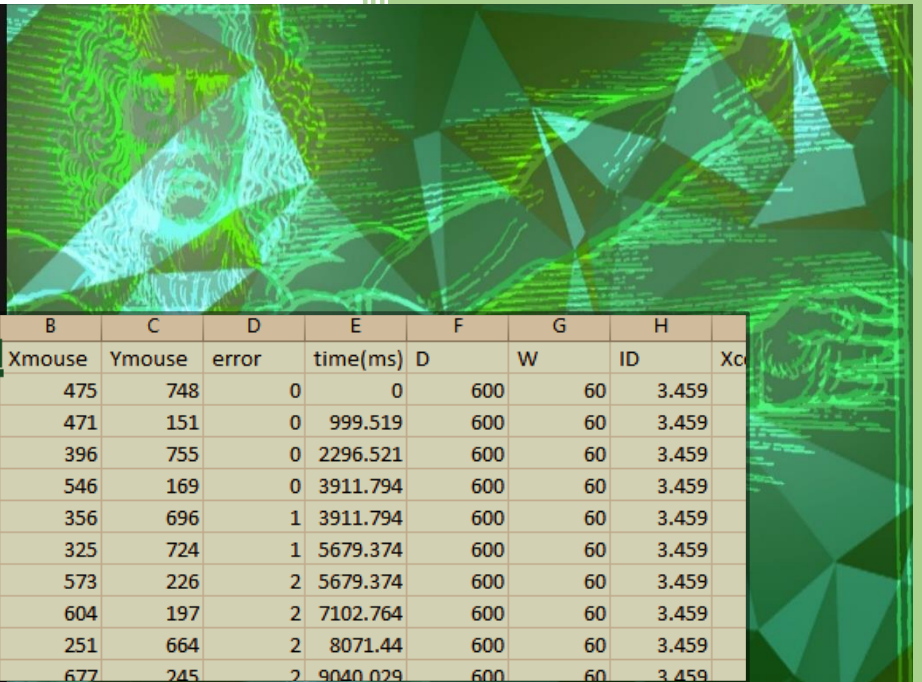 B C D E F G H
Xmouse Ymouse error time(ms) D W ID
475 748 0 0 600 60 3.459
471 151 0 999.519 600 60 3.459
396 755 0 2296.521 600 60 3.459
546 169 0 3911.794 600 60 3.459
356 696 1 3911.794 600 60 3.459
325 724 1 5679.374 600 60 3.459
573 226 2 5679.374 600 60 3.459
604 197 2 7102.764 600 60 3.459
251 664 2 8071.44 600 60 3.459
677 245 2 9040.029 600 60 3.459